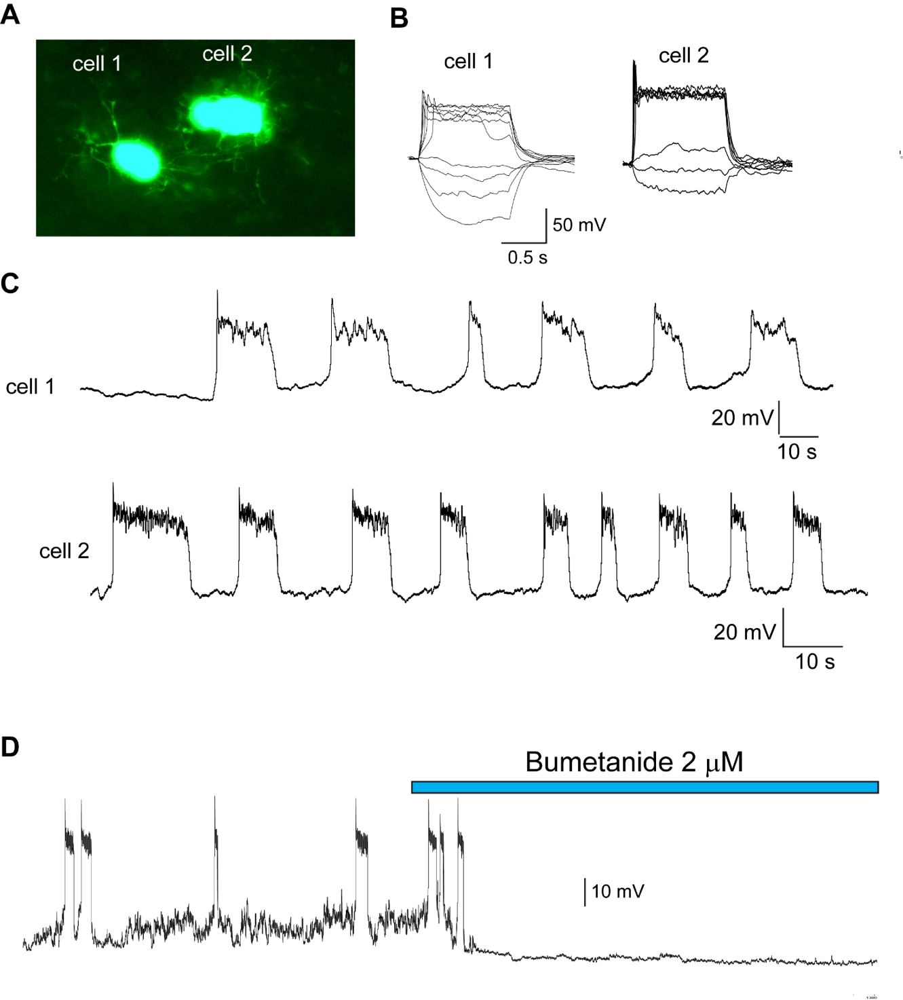 A
B
cell 1
cell 2
cell 1
cell 2
50 mV
0.5 s
C
cell 1
20 mV
10 s
cell 2
20 mV
10 s
D
Bumetanide 2 μM
10 mV